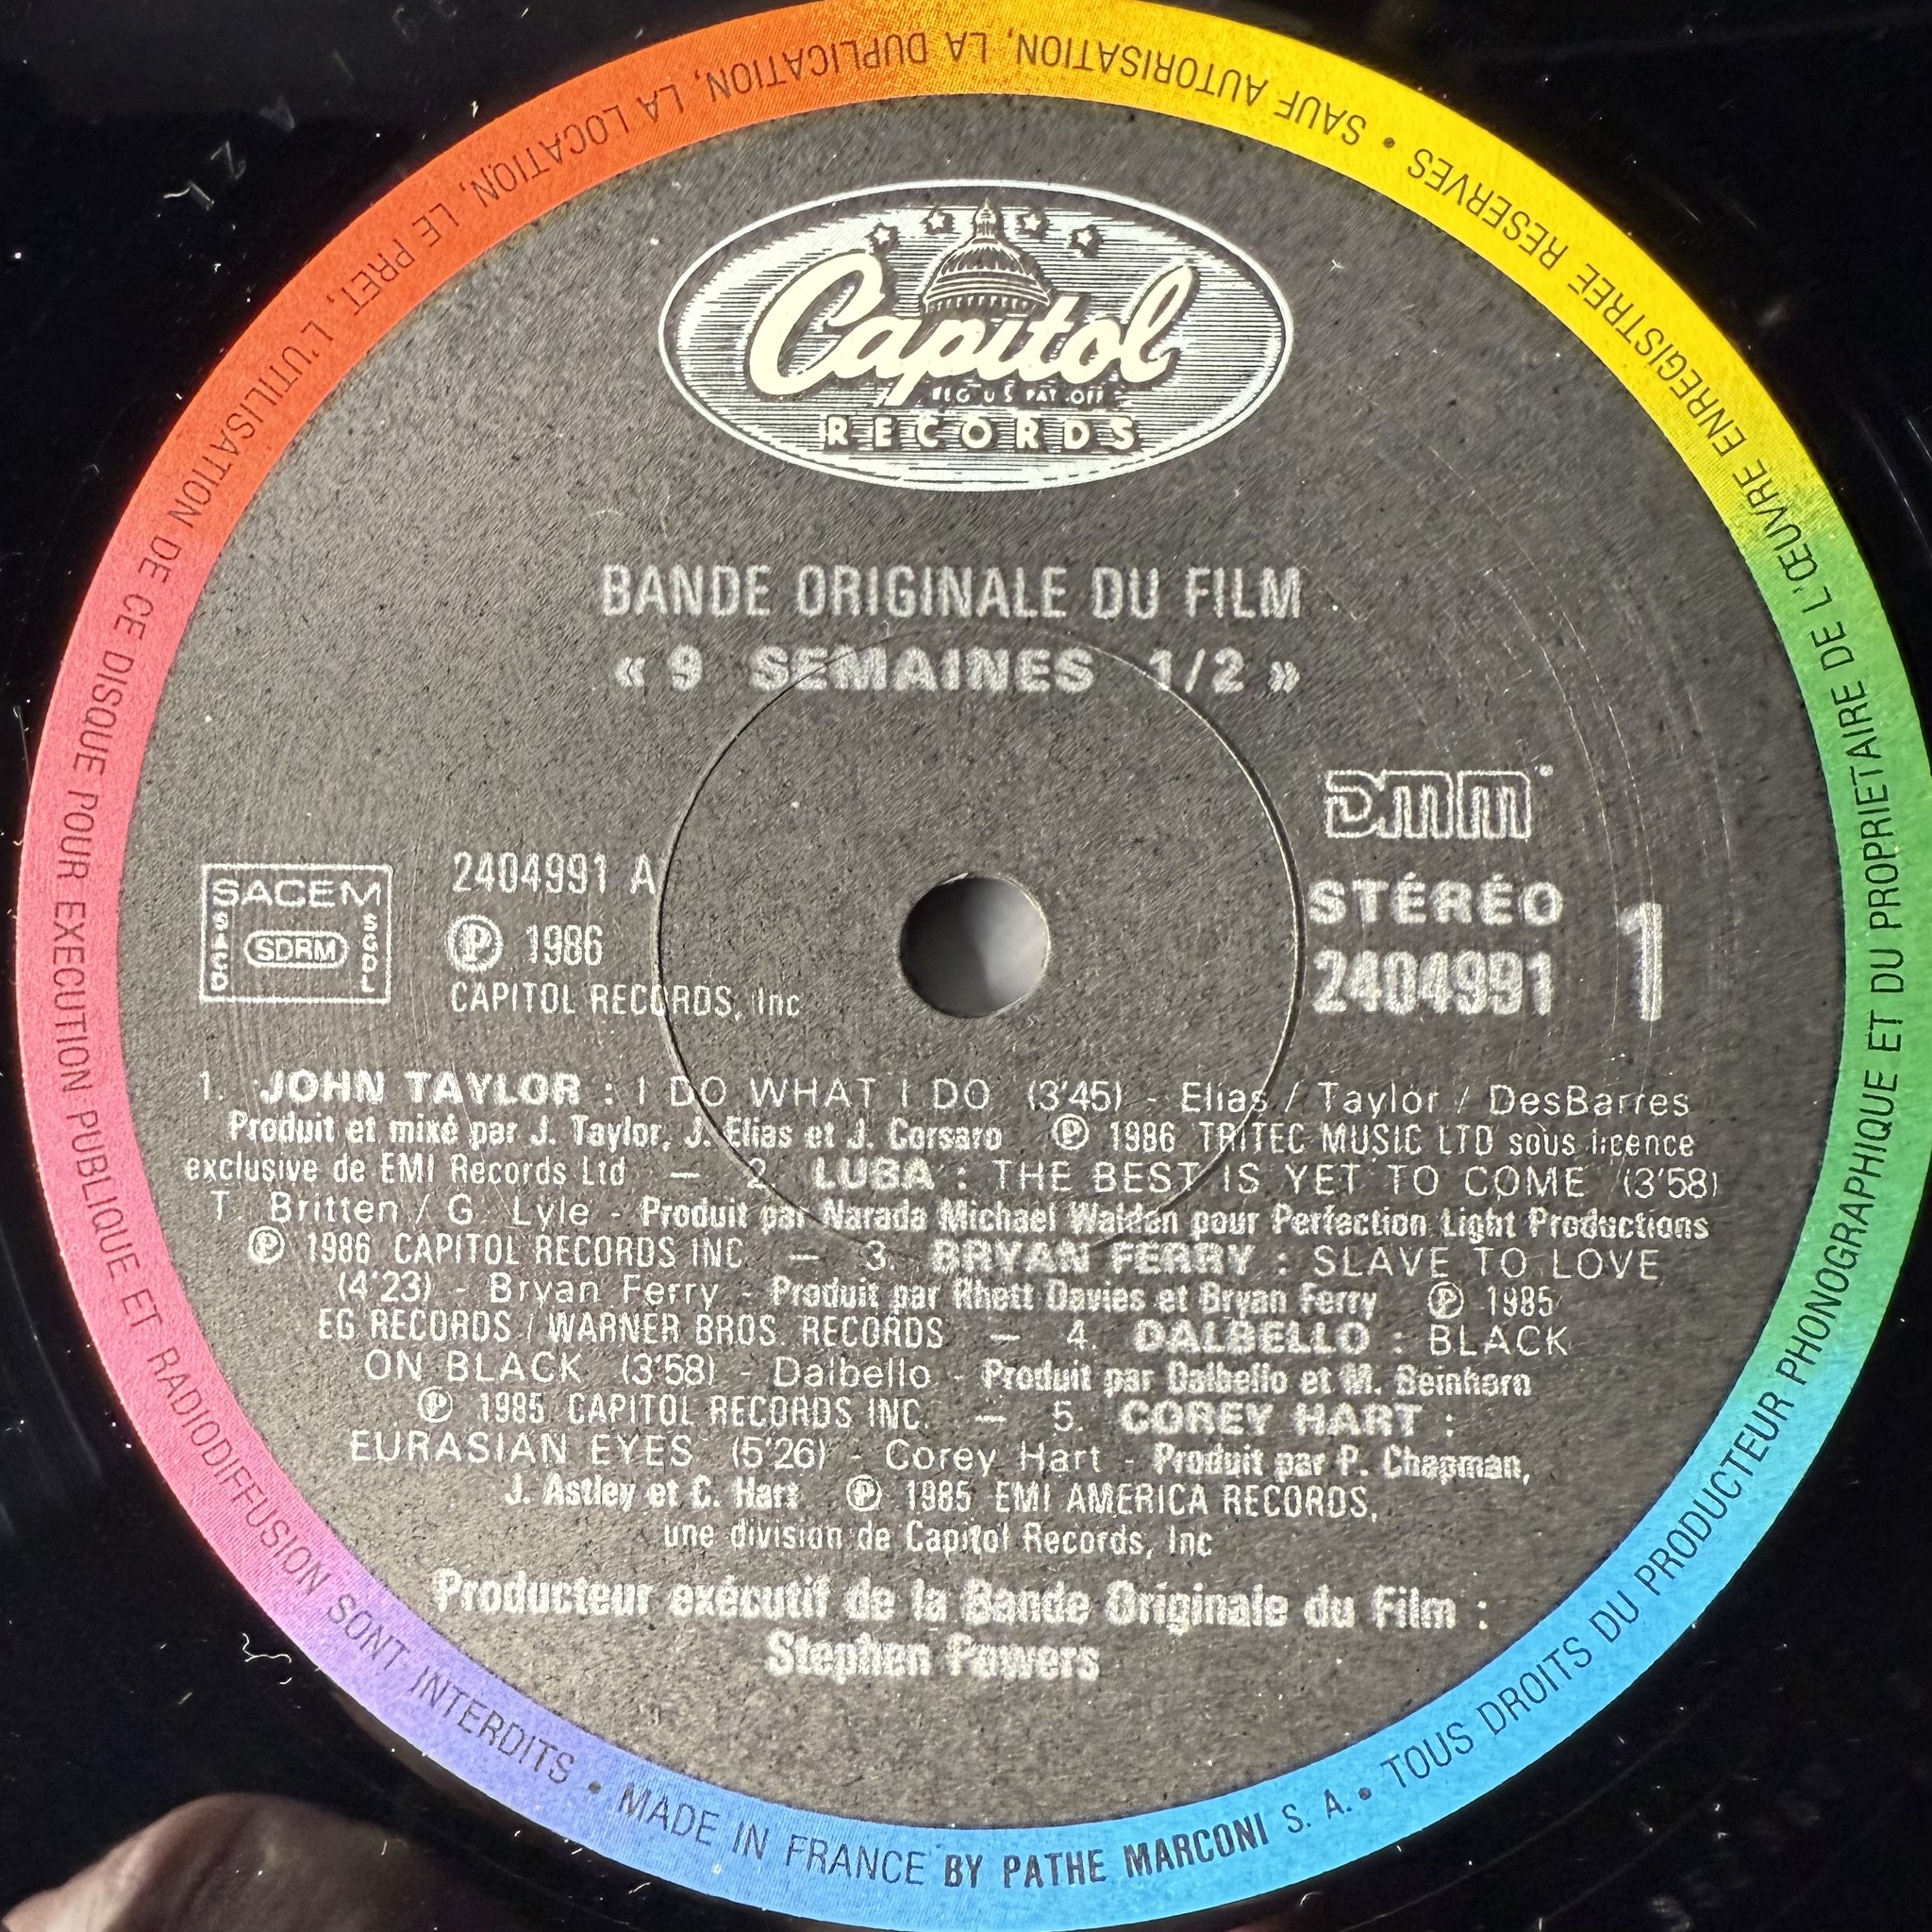 Capitol
REG U S PAT .OFF
RECORDS
BANDE ORIGINALE DU FILM
« 9 SEMAINES 1/2 »
DMM
SACEM
SACD
SDRM
SGDL
2404991 A
Ⓟ 1986
CAPITOL RECORDS, Inc
STÉRÉO
2404991
1
1. JOHN TAYLOR : I DO WHAT I DO (3'45) - Elias / Taylor / DesBarres
Produit et mixé par J. Taylor, J. Elias et J. Corsaro Ⓟ 1986 TRITEC MUSIC LTD sous licence
exclusive de EMI Records Ltd — 2. LUBA : THE BEST IS YET TO COME (3'58)
T. Britten / G. Lyle - Produit par Narada Michael Walden pour Perfection Light Productions
Ⓟ 1986 CAPITOL RECORDS INC — 3. BRYAN FERRY : SLAVE TO LOVE
(4'23) - Bryan Ferry - Produit par Rhett Davies et Bryan Ferry Ⓟ 1985
EG RECORDS / WARNER BROS. RECORDS — 4. DALBELLO : BLACK
ON BLACK (3'58) - Dalbello - Produit par Dalbello et M. Beinhorn
Ⓟ 1985 CAPITOL RECORDS INC. — 5. COREY HART :
EURASIAN EYES (5'26) - Corey Hart - Produit par P. Chapman,
J. Astley et C. Hart Ⓟ 1985 EMI AMERICA RECORDS,
une division de Capitol Records, Inc
Producteur exécutif de la Bande Originale du Film :
Stephen Powers
TOUS DROITS DU PRODUCTEUR PHONOGRAPHIQUE ET DU PROPRIETAIRE DE L'ŒUVRE ENREGISTREE RESERVES • SAUF AUTORISATION, LA DUPLICATION, LA LOCATION, LE PRET, L'UTILISATION DE CE DISQUE POUR EXECUTION PUBLIQUE ET RADIODIFFUSION SONT INTERDITS • MADE IN FRANCE BY PATHE MARCONI S. A. •